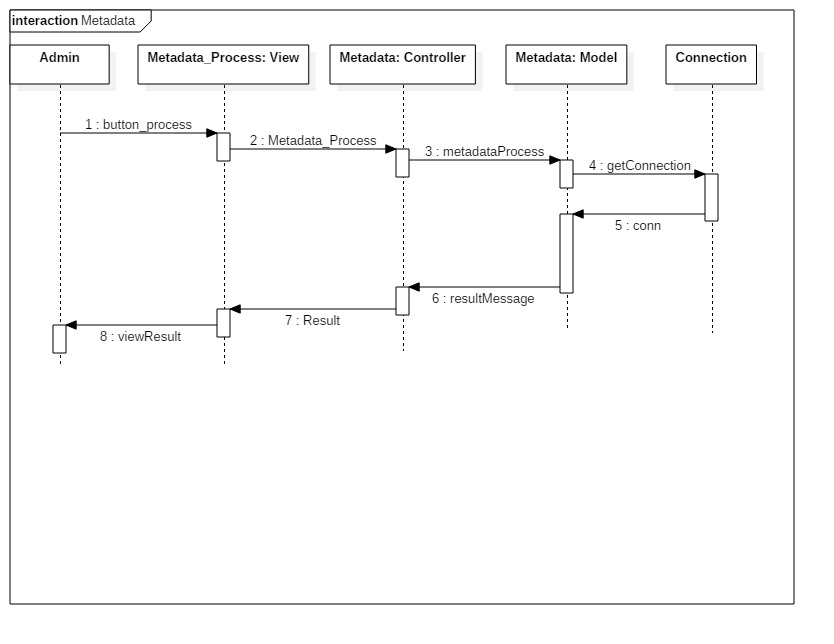 interaction Metadata
Admin
Metadata_Process: View
Metadata: Controller
Metadata: Model
Connection
1 : button_process
2 : Metadata_Process
3 : metadataProcess
4 : getConnection
5 : conn
6 : resultMessage
7 : Result
8 : viewResult